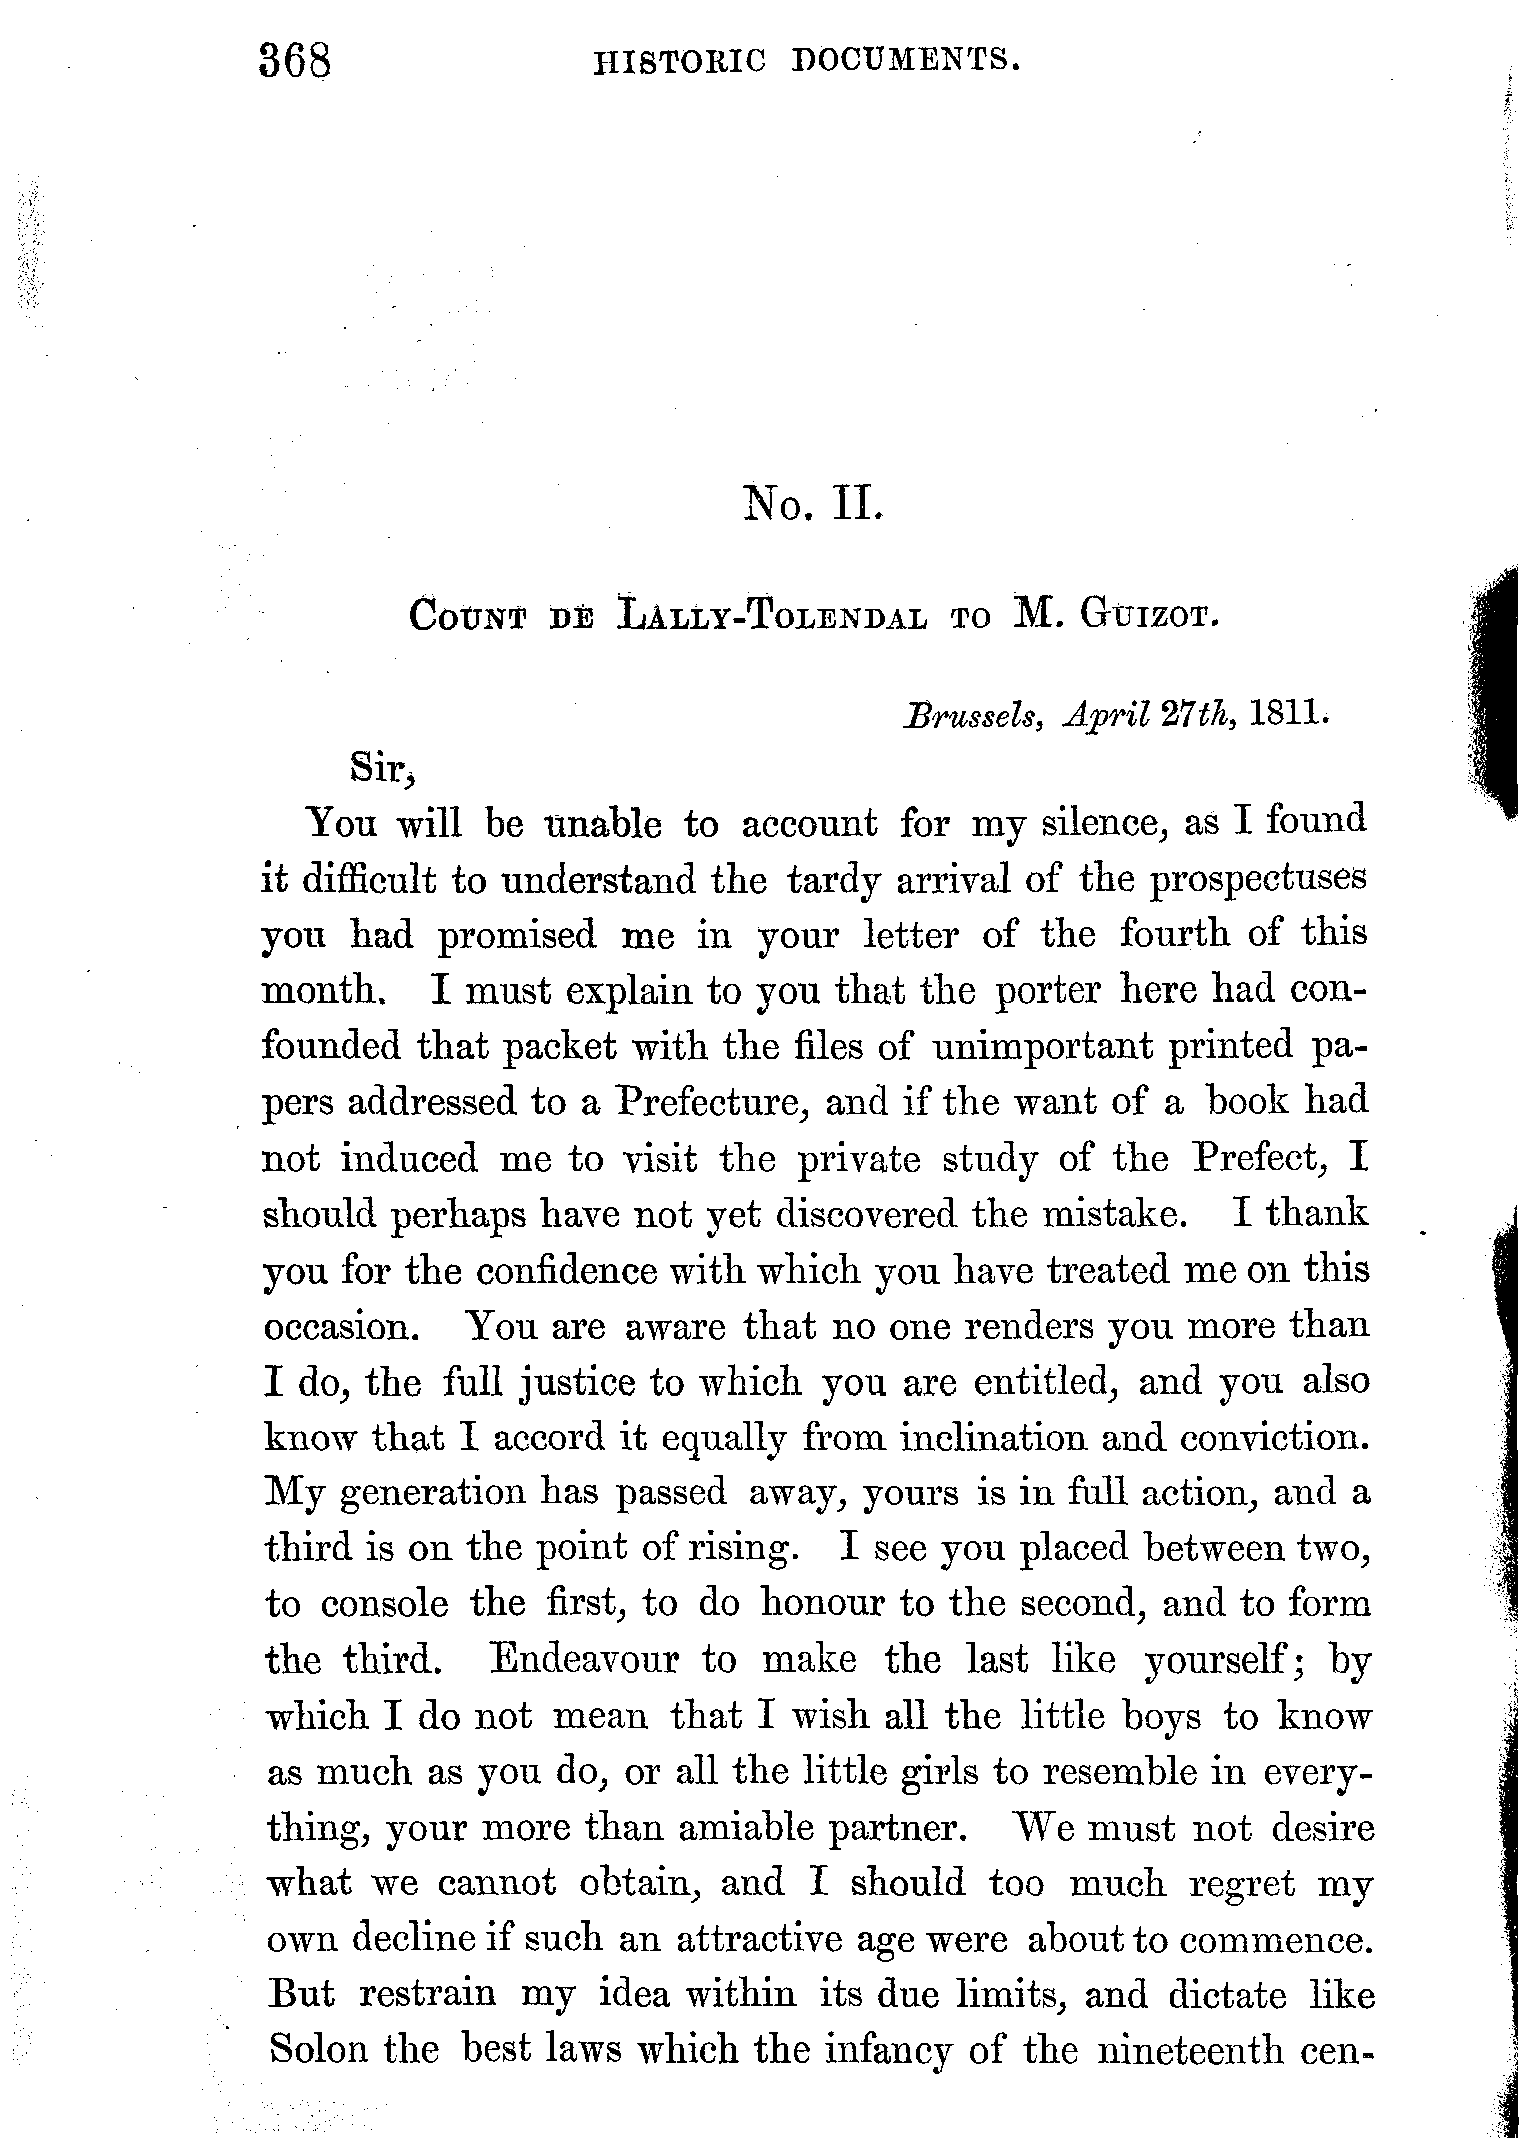 368 HISTORIC DOCUMENTS.
No. II.
Count de Lally-Tolendal to M. Guizot.
Brussels, April 27th, 1811.
Sir,
You will be unable to account for my silence, as I found
it difficult to understand the tardy arrival of the prospectuses
you had promised me in your letter of the fourth of this
month. I must explain to you that the porter here had con-
founded that packet with the files of unimportant printed pa-
pers addressed to a Prefecture, and if the want of a book had
not induced me to visit the private study of the Prefect, I
should perhaps have not yet discovered the mistake. I thank
you for the confidence with which you have treated me on this
occasion. You are aware that no one renders you more than
I do, the full justice to which you are entitled, and you also
know that I accord it equally from inclination and conviction.
My generation has passed away, yours is in full action, and a
third is on the point of rising. I see you placed between two,
to console the first, to do honour to the second, and to form
the third. Endeavour to make the last like yourself; by
which I do not mean that I wish all the little boys to know
as much as you do, or all the little girls to resemble in every-
thing, your more than amiable partner. We must not desire
what we cannot obtain, and I should too much regret my
own decline if such an attractive age were about to commence.
But restrain my idea within its due limits, and dictate like
Solon the best laws which the infancy of the nineteenth cen-